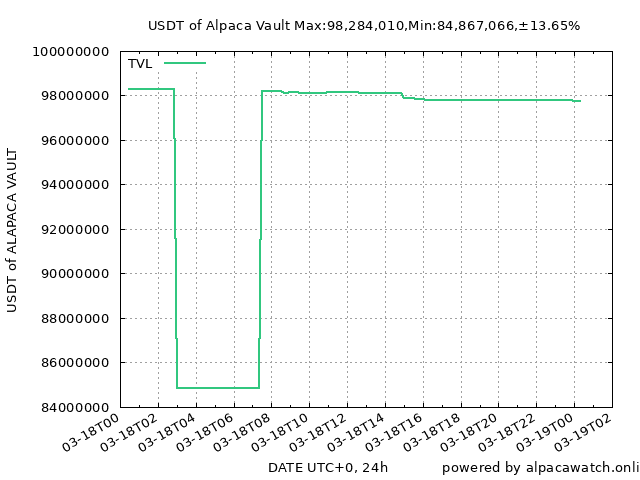 USDT of Alpaca Vault Max:98,284,010,Min:84,867,066,±13.65%
TVL
100000000
98000000
96000000
94000000
92000000
90000000
88000000
86000000
84000000
USDT of ALAPACA VAULT
03-18T00
03-18T02
03-18T04
03-18T06
03-18T08
03-18T10
03-18T12
03-18T14
03-18T16
03-18T18
03-18T20
03-18T22
03-19T00
03-19T02
DATE UTC+0, 24h
powered by alpacawatch.onli